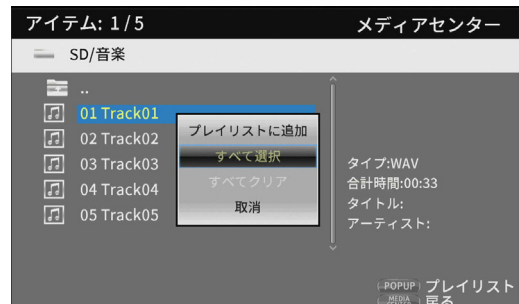 アイテム: 1/5
メディアセンター
SD/音楽
..
01 Track01
02 Track02
03 Track03
04 Track04
05 Track05
プレイリストに追加
すべて選択
すべてクリア
取消
タイプ:WAV
合計時間:00:33
タイトル:
アーティスト:
POPUP プレイリスト
MEDIA CENTER 戻る